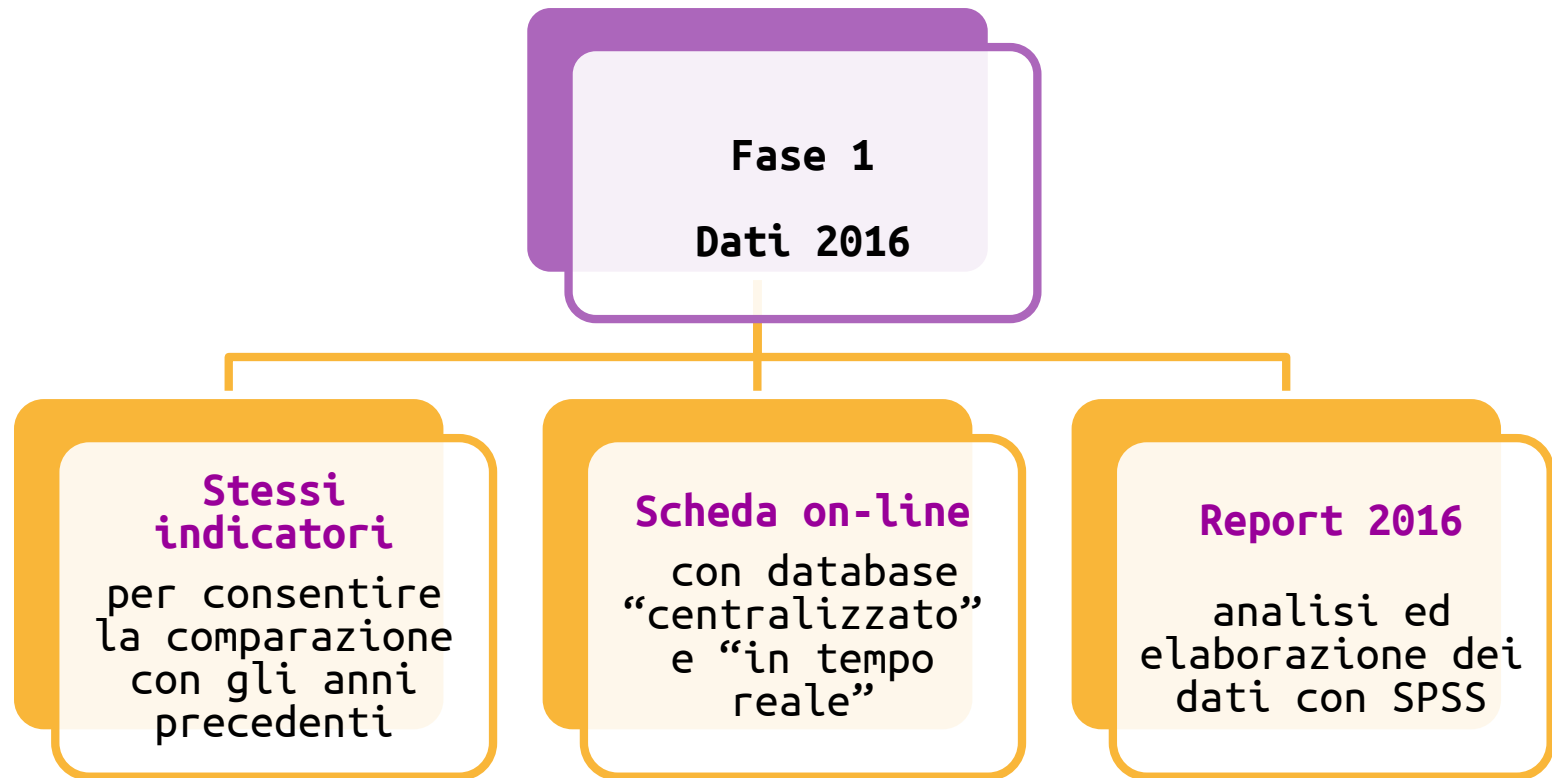 Fase 1
Dati 2016
Stessi
indicatori
per consentire
la comparazione
con gli anni
precedenti
Scheda on-line
con database
“centralizzato”
e “in tempo
reale”
Report 2016
analisi ed
elaborazione dei
dati con SPSS